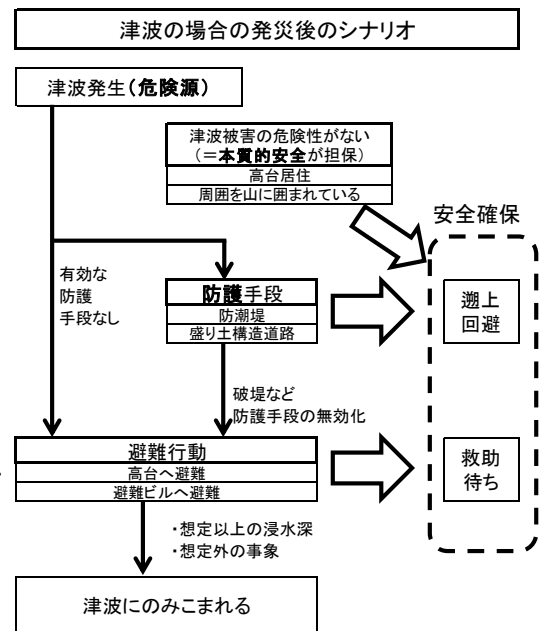 津波の場合の発災後のシナリオ
津波発生(危険源)
津波被害の危険性がない
(=本質的安全が担保)
高台居住
周囲を山に囲まれている
安全確保
有効な
防護
手段なし
防護手段
防潮堤
盛り土構造道路
遡上
回避
破堤など
防護手段の無効化
避難行動
高台へ避難
避難ビルへ避難
救助
待ち
・想定以上の浸水深
・想定外の事象
津波にのみこまれる